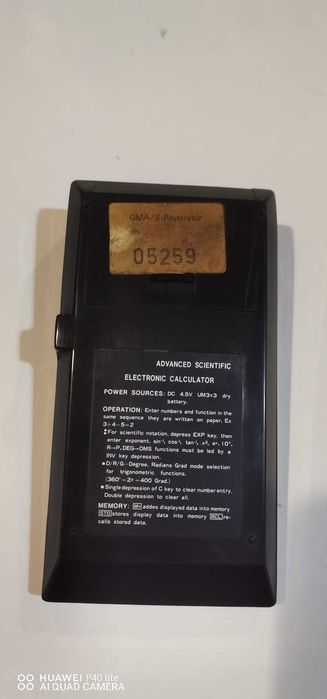 GMA/S-Reparatur
05259
ADVANCED SCIENTIFIC
ELECTRONIC CALCULATOR
POWER SOURCES: DC 4.5V UM3×3 dry
battery.
OPERATION: Enter numbers and function in the
same sequence they are written on paper. Ex
3÷4-5=2
For scientific notation, depress EXP key, then
enter exponent. sin⁻¹, cos⁻¹, tan⁻¹,
R→P, DEG→DMS functions must be led by a
INV key depression.
●D/R/G-Degree, Radians Grad mode selection
for trigonometric functions.
(360°-2π-400 Grad.)
●Single depression of C key to clear number entry.
Double depression to clear all.
MEMORY: M+ addes displayed data into memory
STO stores display data into memory RCL re-
calls stored data.
HUAWEI P40 lite
AI QUAD CAMERA